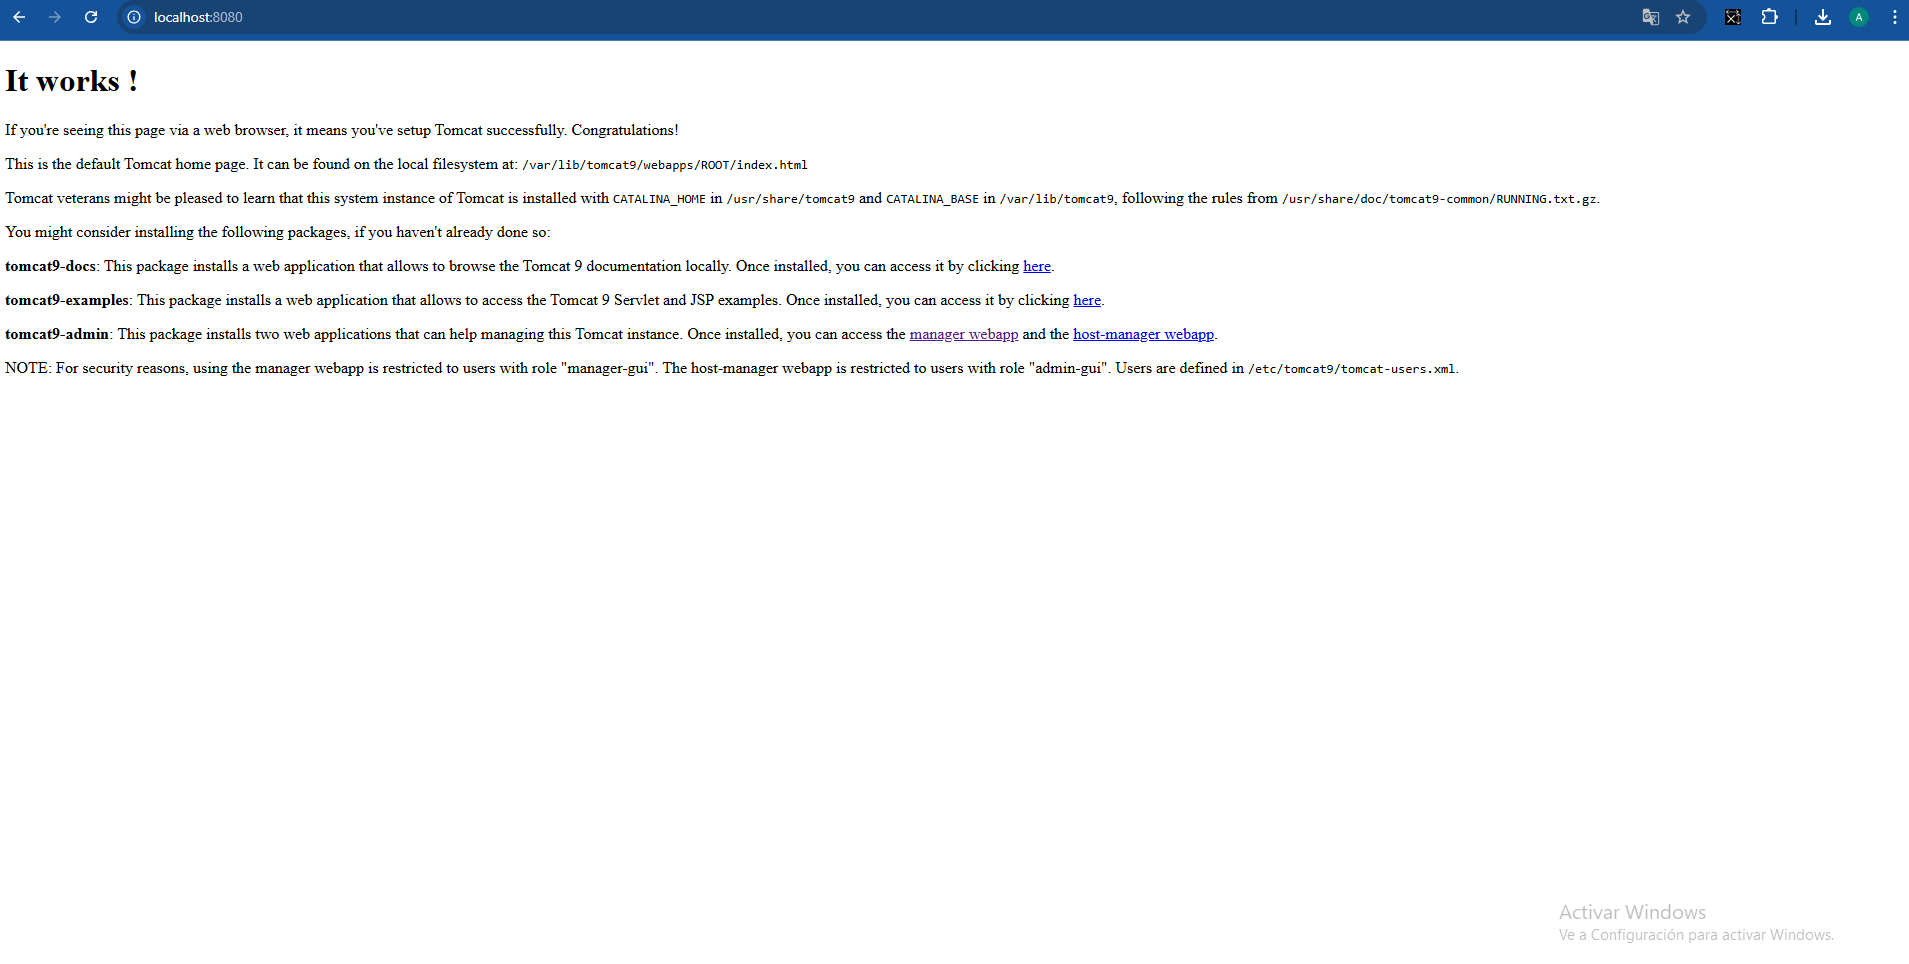 localhost:8080
A
It works !
If you're seeing this page via a web browser, it means you've setup Tomcat successfully. Congratulations!
This is the default Tomcat home page. It can be found on the local filesystem at: /var/lib/tomcat9/webapps/ROOT/index.html
Tomcat veterans might be pleased to learn that this system instance of Tomcat is installed with CATALINA_HOME in /usr/share/tomcat9 and CATALINA_BASE in /var/lib/tomcat9, following the rules from /usr/share/doc/tomcat9-common/RUNNING.txt.gz.
You might consider installing the following packages, if you haven't already done so:
tomcat9-docs: This package installs a web application that allows to browse the Tomcat 9 documentation locally. Once installed, you can access it by clicking here.
tomcat9-examples: This package installs a web application that allows to access the Tomcat 9 Servlet and JSP examples. Once installed, you can access it by clicking here.
tomcat9-admin: This package installs two web applications that can help managing this Tomcat instance. Once installed, you can access the manager webapp and the host-manager webapp.
NOTE: For security reasons, using the manager webapp is restricted to users with role "manager-gui". The host-manager webapp is restricted to users with role "admin-gui". Users are defined in /etc/tomcat9/tomcat-users.xml.
Activar Windows
Ve a Configuración para activar Windows.